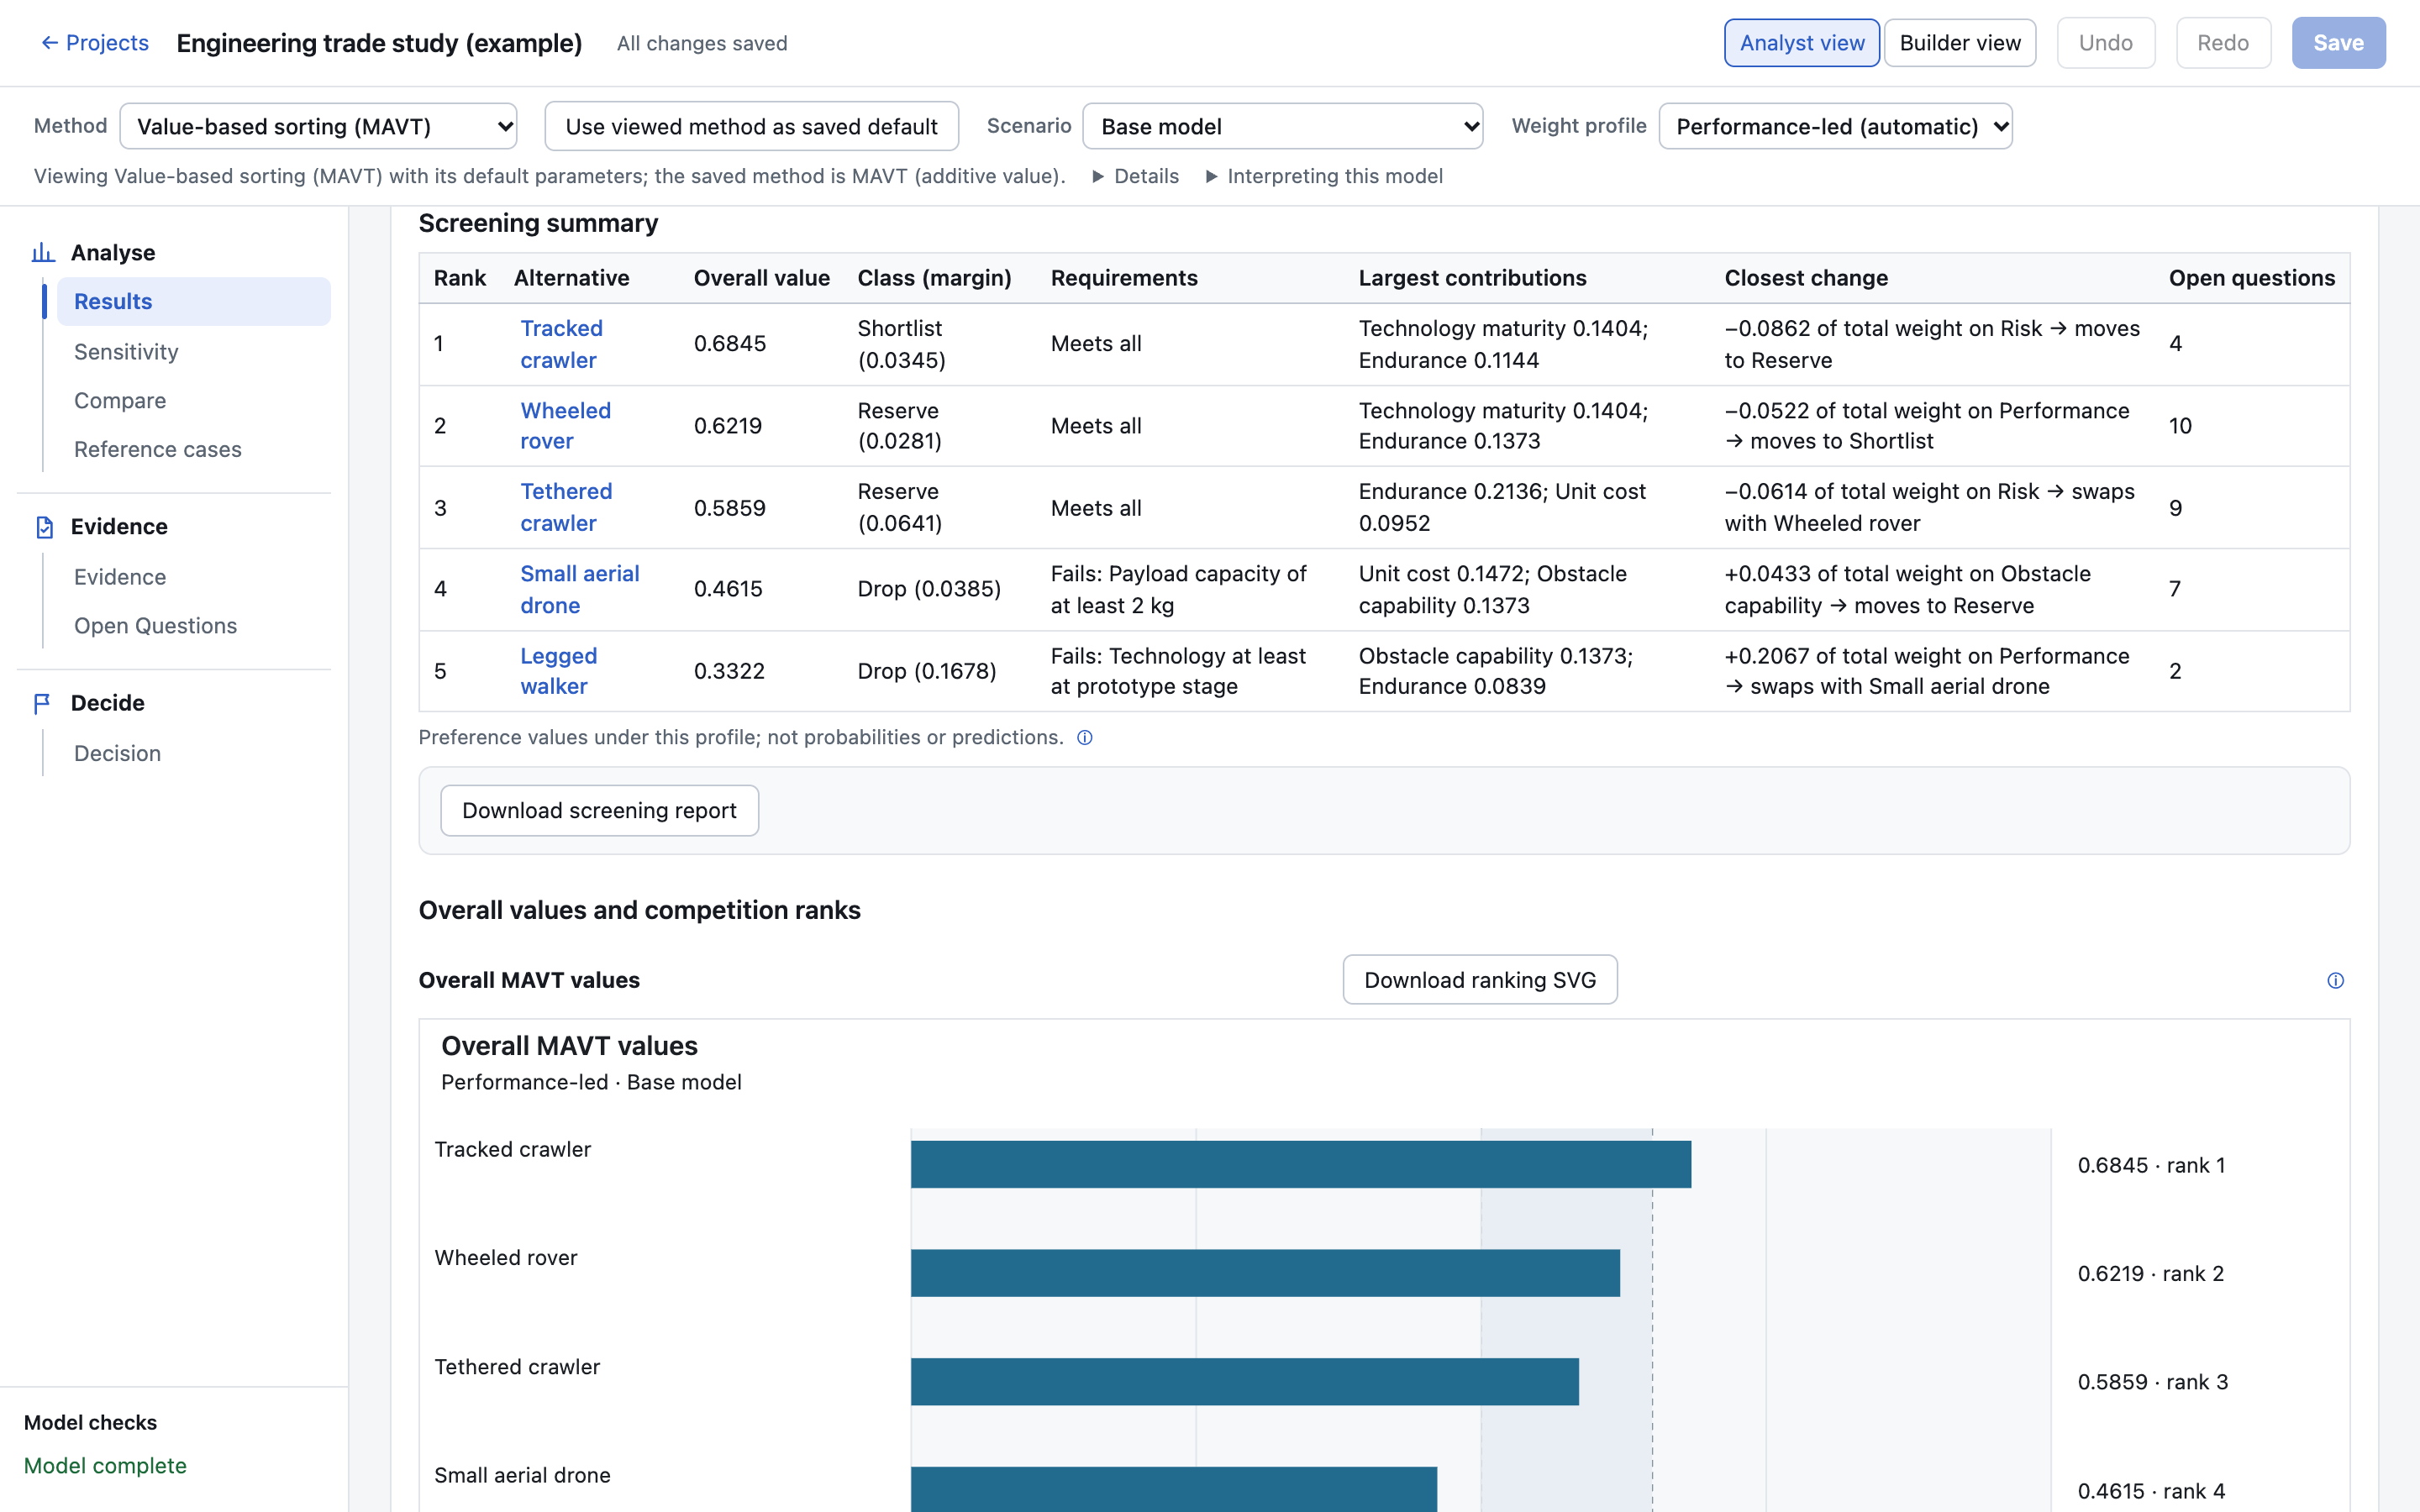 ← Projects
Engineering trade study (example)
All changes saved
Analyst view
Builder view
Undo
Redo
Save
Method
Value-based sorting (MAVT)
Use viewed method as saved default
Scenario
Base model
Weight profile
Performance-led (automatic)
Viewing Value-based sorting (MAVT) with its default parameters; the saved method is MAVT (additive value).
▶ Details
▶ Interpreting this model
Analyse
Results
Sensitivity
Compare
Reference cases
Evidence
Evidence
Open Questions
Decide
Decision
Model checks
Model complete
Screening summary
Rank Alternative Overall value Class (margin) Requirements Largest contributions Closest change Open questions
1
Tracked
crawler
0.6845
Shortlist
(0.0345)
Meets all
Technology maturity 0.1404;
Endurance 0.1144
−0.0862 of total weight on Risk → moves
to Reserve
4
2
Wheeled
rover
0.6219
Reserve
(0.0281)
Meets all
Technology maturity 0.1404;
Endurance 0.1373
−0.0522 of total weight on Performance
→ moves to Shortlist
10
3
Tethered
crawler
0.5859
Reserve
(0.0641)
Meets all
Endurance 0.2136; Unit cost
0.0952
−0.0614 of total weight on Risk → swaps
with Wheeled rover
9
4
Small aerial
drone
0.4615
Drop (0.0385)
Fails: Payload capacity of
at least 2 kg
Unit cost 0.1472; Obstacle
capability 0.1373
+0.0433 of total weight on Obstacle
capability → moves to Reserve
7
5
Legged
walker
0.3322
Drop (0.1678)
Fails: Technology at least
at prototype stage
Obstacle capability 0.1373;
Endurance 0.0839
+0.2067 of total weight on Performance
→ swaps with Small aerial drone
2
Preference values under this profile; not probabilities or predictions.
Download screening report
Overall values and competition ranks
Overall MAVT values
Download ranking SVG
Overall MAVT values
Performance-led · Base model
Tracked crawler
0.6845 · rank 1
Wheeled rover
0.6219 · rank 2
Tethered crawler
0.5859 · rank 3
Small aerial drone
0.4615 · rank 4